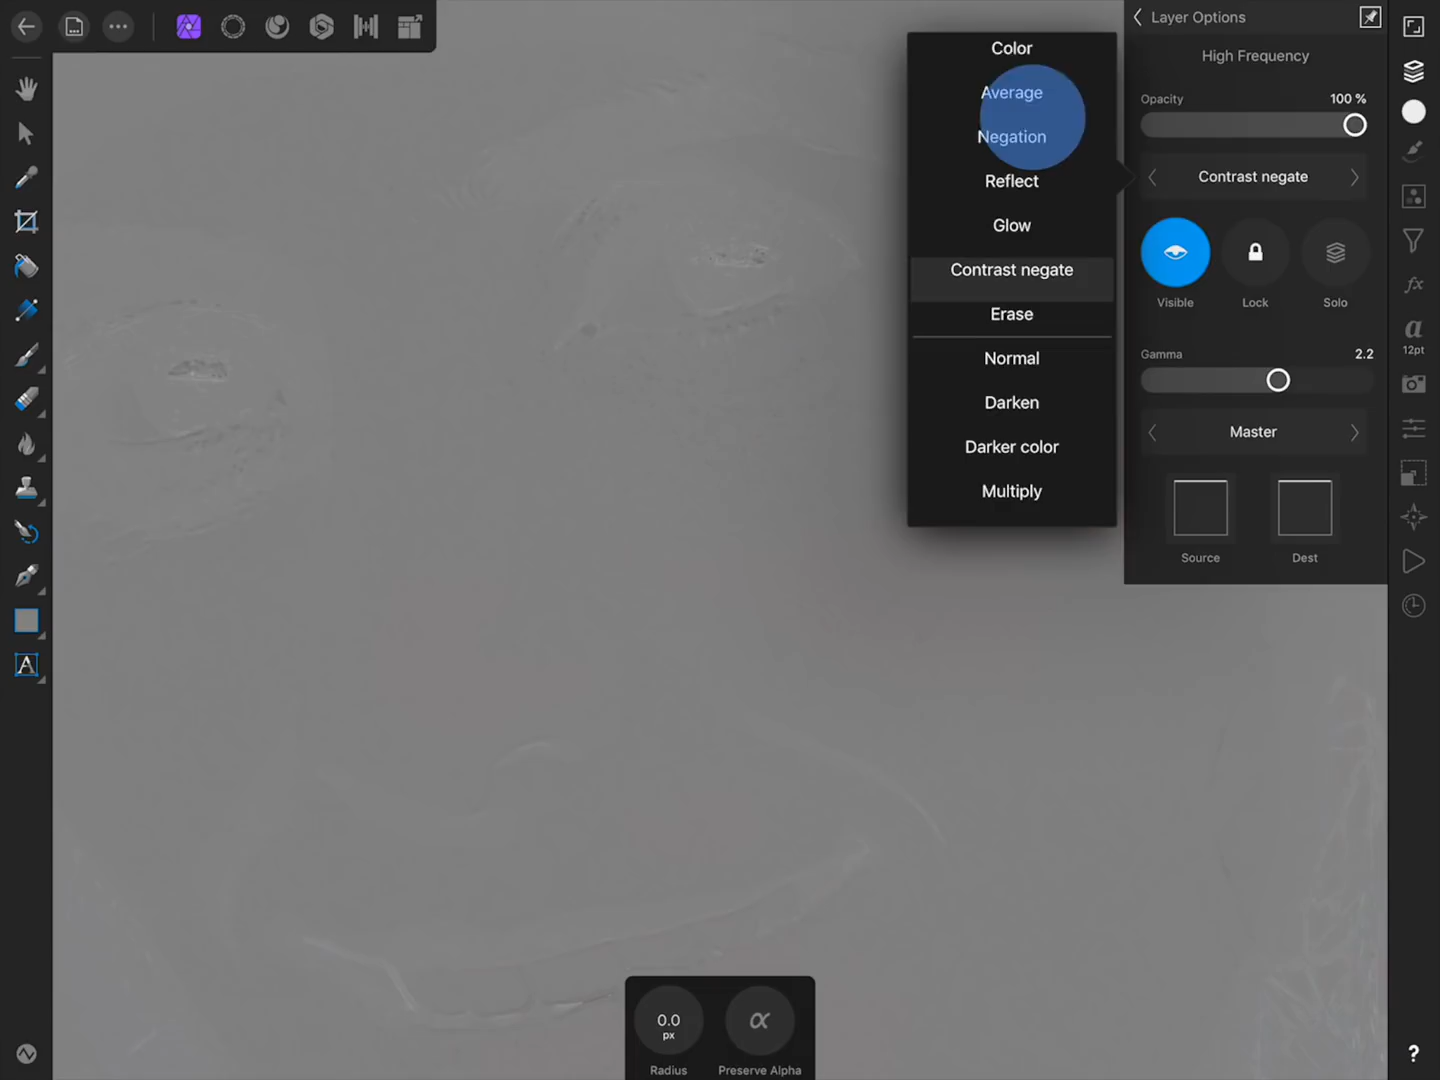 Layer Options
High Frequency
Opacity 100 %
Contrast negate
Visible Lock Solo
Gamma 2.2
Master
Source Dest
Color
Average
Negation
Reflect
Glow
Contrast negate
Erase
Normal
Darken
Darker color
Multiply
a
12pt
fx
A
0.0
px
Radius
α
Preserve Alpha
?